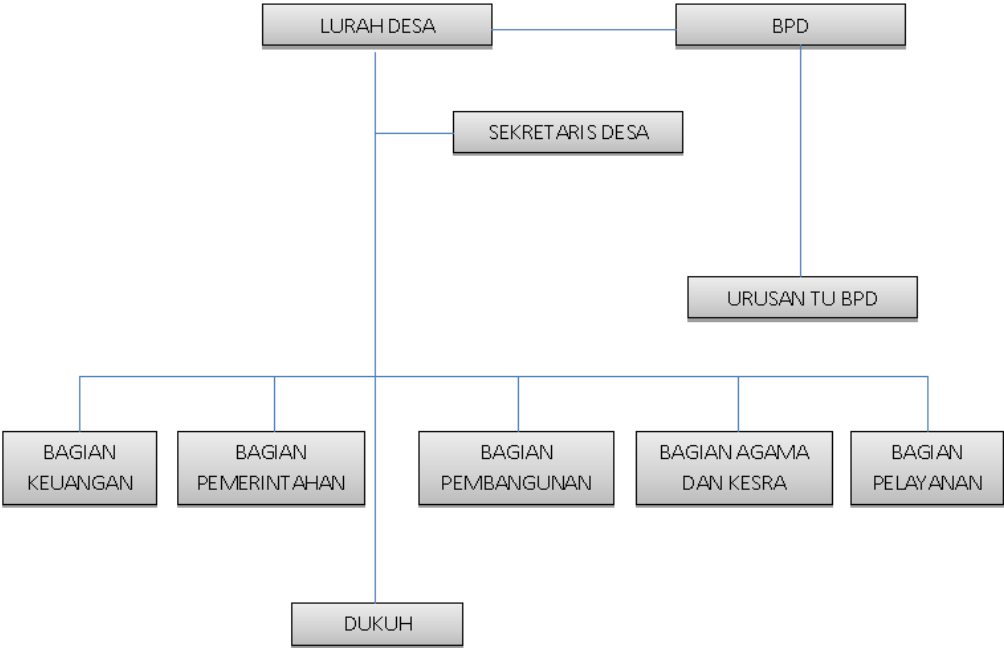 LURAH DESA
BPD
SEKRETARIS DESA
URUSAN TU BPD
BAGIAN
KEUANGAN
BAGIAN
PEMERINTAHAN
BAGIAN
PEMBANGUNAN
BAGIAN AGAMA
DAN KESRA
BAGIAN
PELAYANAN
DUKUH